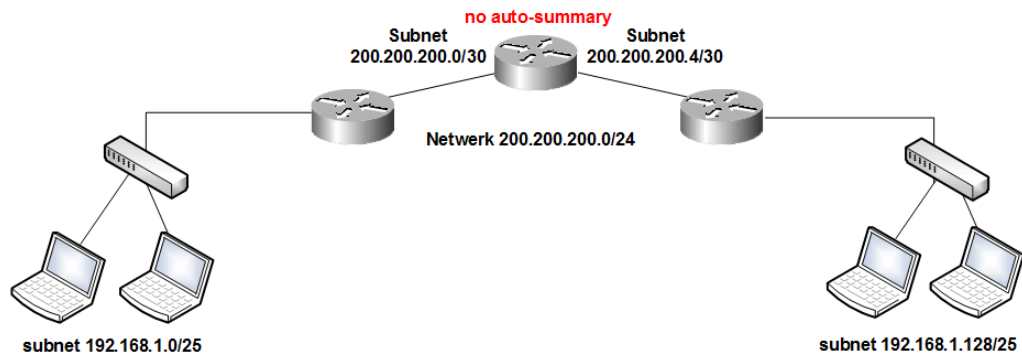 no auto-summary
Subnet
200.200.200.0/30
Subnet
200.200.200.4/30
Netwerk 200.200.200.0/24
subnet 192.168.1.0/25
subnet 192.168.1.128/25